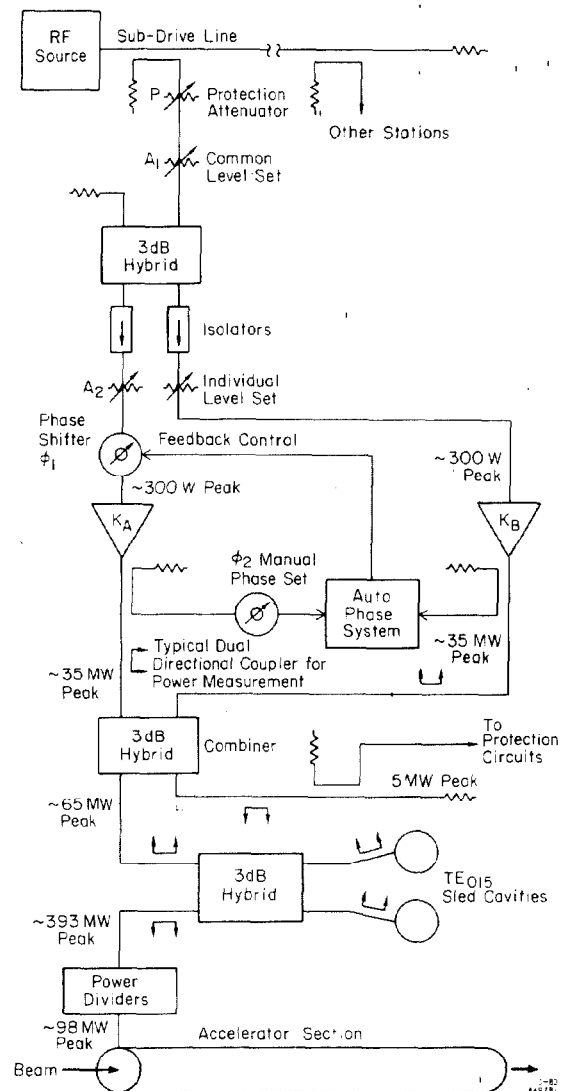 RF
Source
Sub-Drive Line
P
Protection
Attenuator
Other Stations
A1
Common
Level Set
3dB
Hybrid
Isolators
A2
Individual
Level Set
Phase
Shifter
ϕ1
Feedback Control
~300 W Peak
~300 W
Peak
KA
KB
ϕ2 Manual
Phase Set
Auto
Phase
System
Typical Dual
Directional Coupler for
Power Measurement
~35 MW
Peak
~35 MW
Peak
3dB
Hybrid
Combiner
To
Protection
Circuits
5 MW Peak
~65 MW
Peak
3dB
Hybrid
TE015
Sled Cavities
~393 MW
Peak
Power
Dividers
~98 MW
Peak
Accelerator Section
Beam